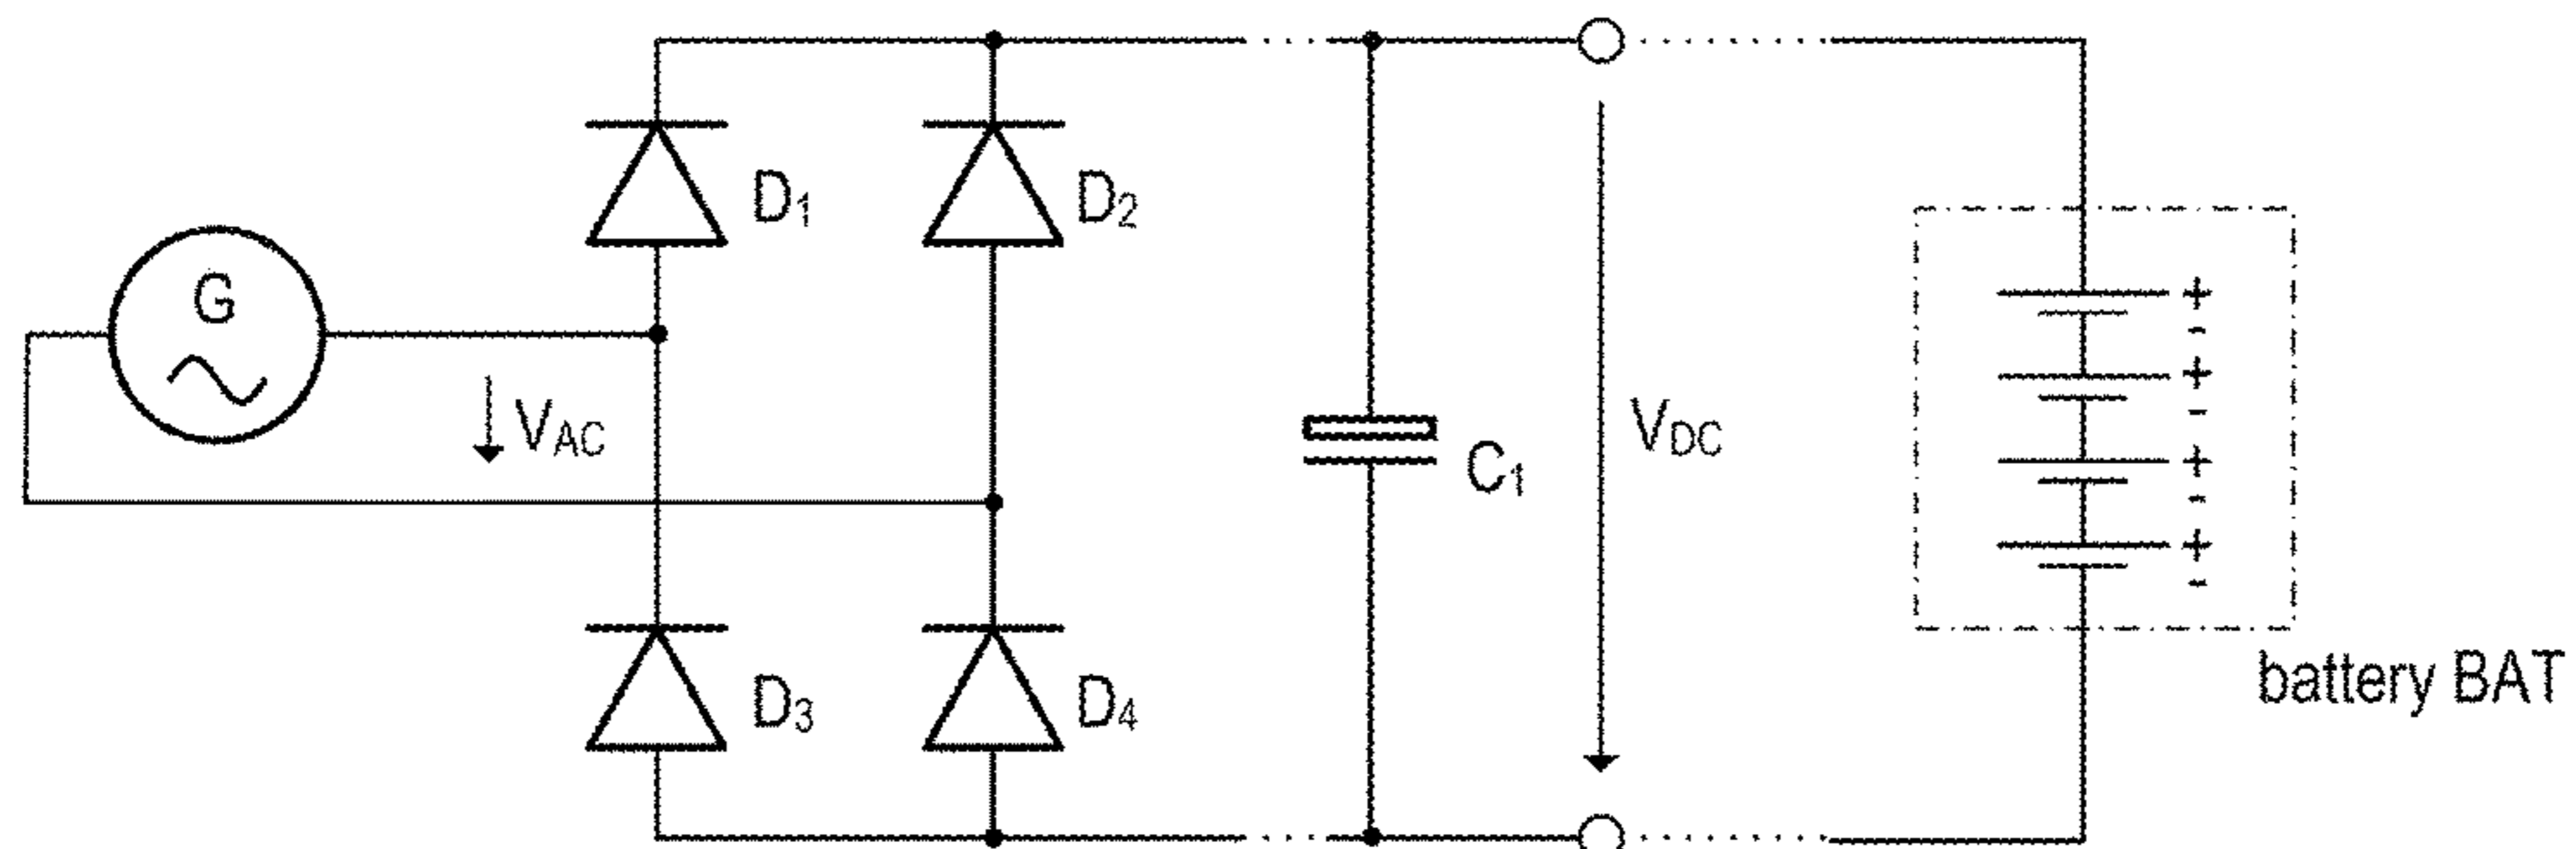 D1
D2
G
VAC
VDC
C1
+
-
+
-
+
-
+
-
D3
D4
battery BAT